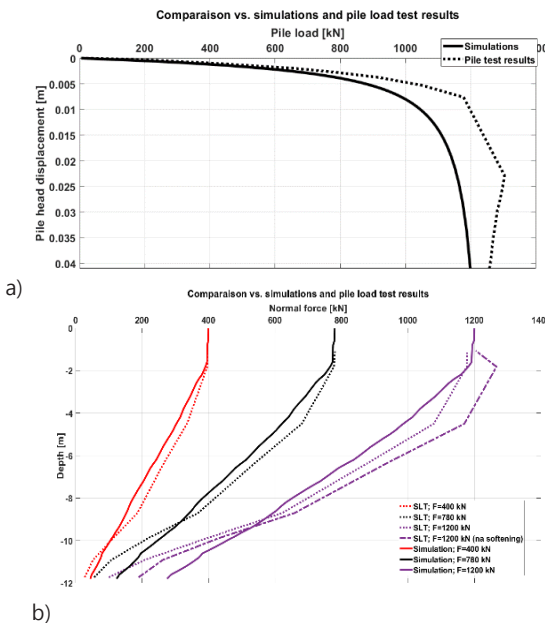 Comparaison vs. simulations and pile load test results
Pile load [kN]
0 200 400 600 800 1000
Simulations
Pile test results
Pile head displacement [m]
0
0.005
0.01
0.015
0.02
0.025
0.03
0.035
0.04
a)
Comparaison vs. simulations and pile load test results
Normal force [kN]
0 200 400 600 780 1000 1200 140
Depth [m]
0
-2
-4
-6
-8
-10
-12
SLT; F=400 kN
SLT; F=780 kN
SLT; F=1200 kN
SLT; F=1200 kN (na softening)
Simulation; F=400 kN
Simulation; F=780 kN
Simulation; F=1200 kN
b)